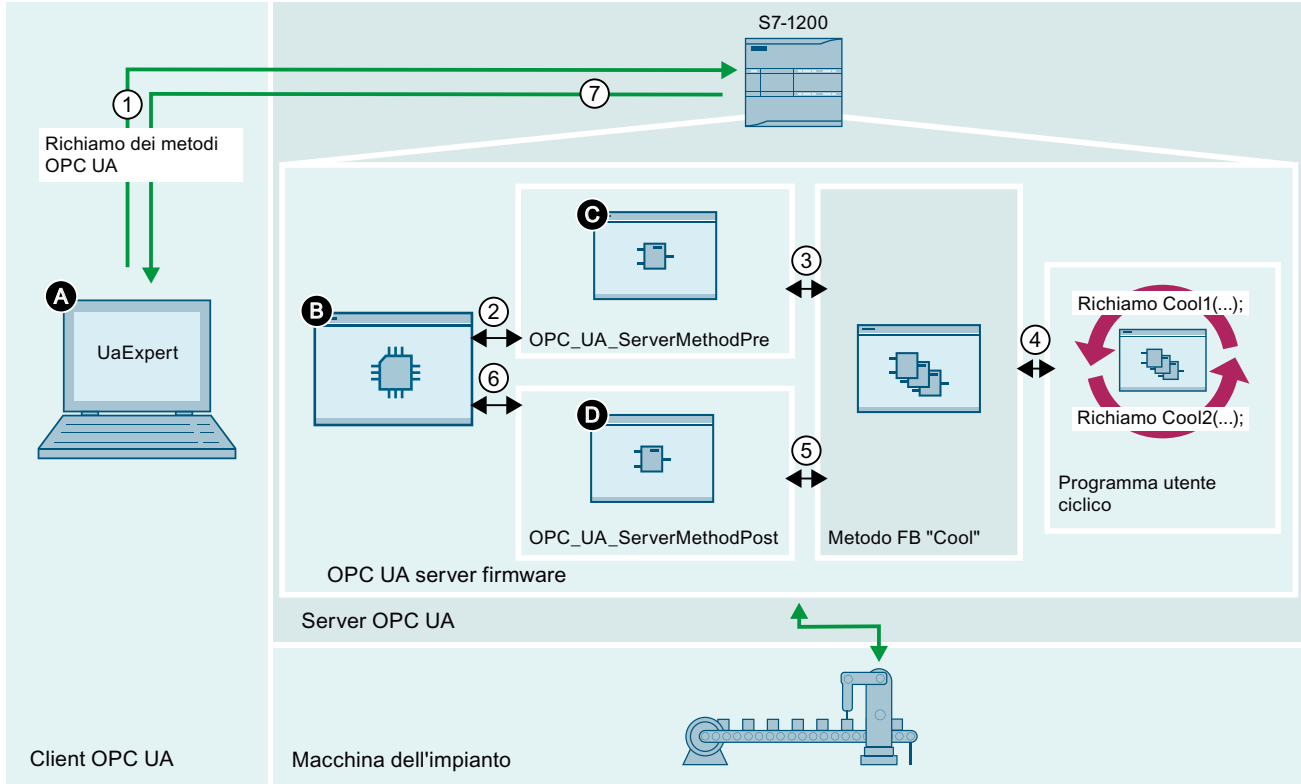 S7-1200
1
7
Richiamo dei metodi
OPC UA
A
UaExpert
B
2
6
C
OPC_UA_ServerMethodPre
3
D
OPC_UA_ServerMethodPost
5
Metodo FB "Cool"
4
Richiamo Cool1(...);
Richiamo Cool2(...);
Programma utente
ciclico
OPC UA server firmware
Server OPC UA
Client OPC UA
Macchina dell'impianto